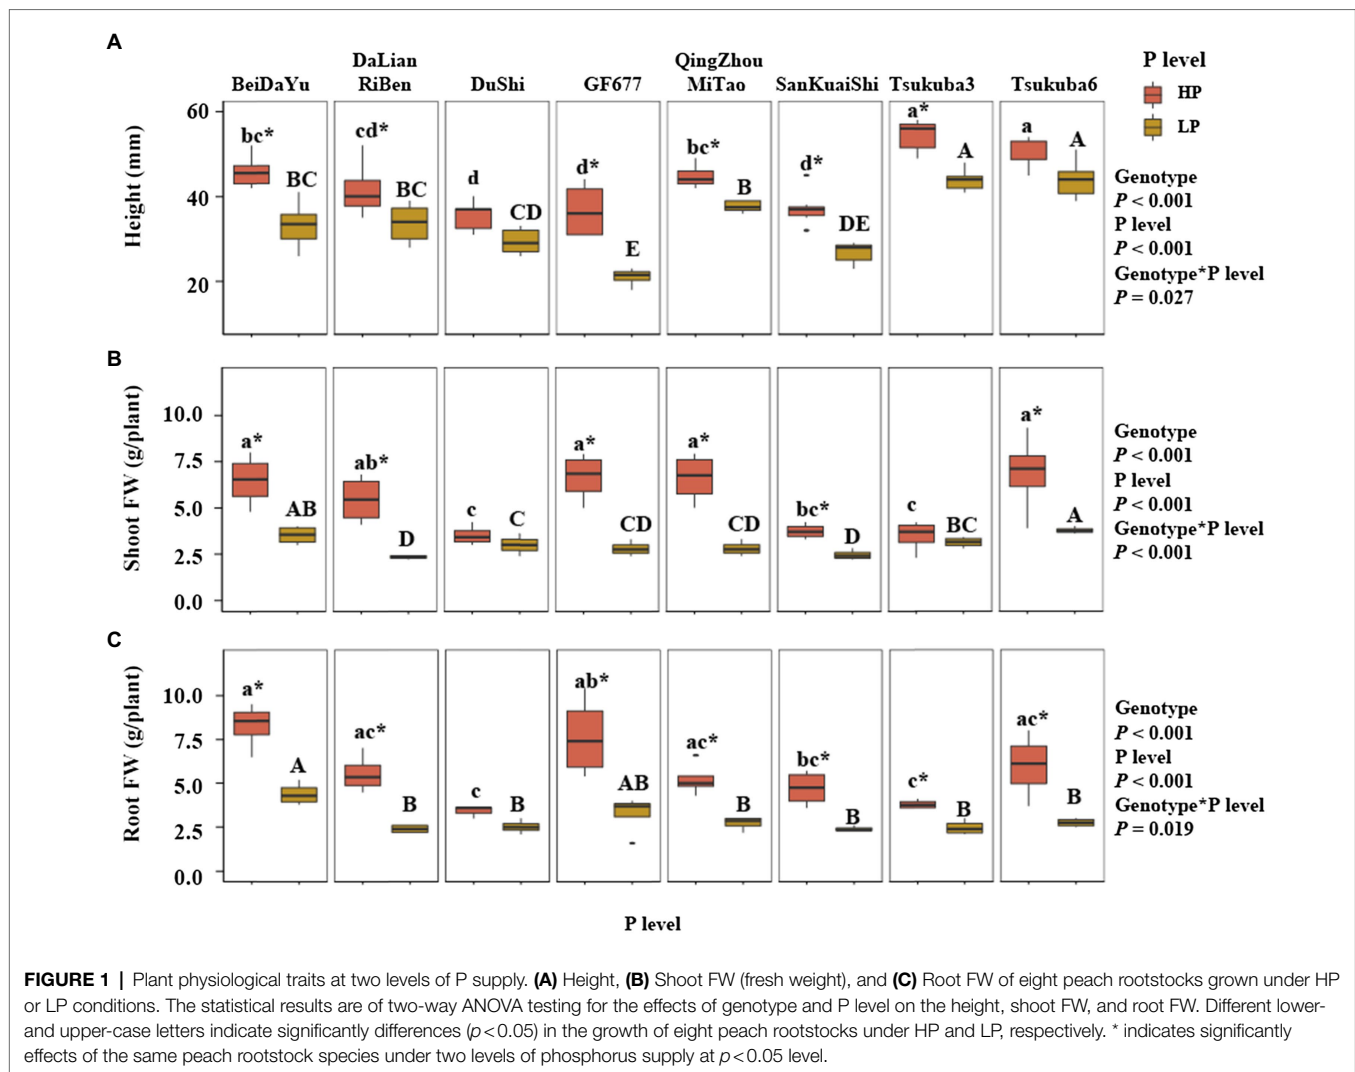 A
BeiDaYu
DaLian
RiBen
DuShi
GF677
QingZhou
MiTao
SanKuaiShi
Tsukuba3
Tsukuba6
P level
HP
LP
Height (mm)
60
40
20
bc*
BC
cd*
BC
d
CD
d*
E
bc*
B
d*
DE
a*
A
a
A
Genotype
P < 0.001
P level
P < 0.001
Genotype*P level
P = 0.027
B
Shoot FW (g/plant)
10.0
7.5
5.0
2.5
0.0
a*
AB
ab*
D
c
C
a*
CD
a*
CD
bc*
D
c
BC
a*
A
Genotype
P < 0.001
P level
P < 0.001
Genotype*P level
P < 0.001
C
Root FW (g/plant)
10.0
7.5
5.0
2.5
0.0
a*
A
ac*
B
c
B
ab*
AB
ac*
B
bc*
B
c*
B
ac*
B
Genotype
P < 0.001
P level
P < 0.001
Genotype*P level
P = 0.019
P level
FIGURE 1 | Plant physiological traits at two levels of P supply. (A) Height, (B) Shoot FW (fresh weight), and (C) Root FW of eight peach rootstocks grown under HP
or LP conditions. The statistical results are of two-way ANOVA testing for the effects of genotype and P level on the height, shoot FW, and root FW. Different lower-
and upper-case letters indicate significantly differences (p < 0.05) in the growth of eight peach rootstocks under HP and LP, respectively. * indicates significantly
effects of the same peach rootstock species under two levels of phosphorus supply at p < 0.05 level.